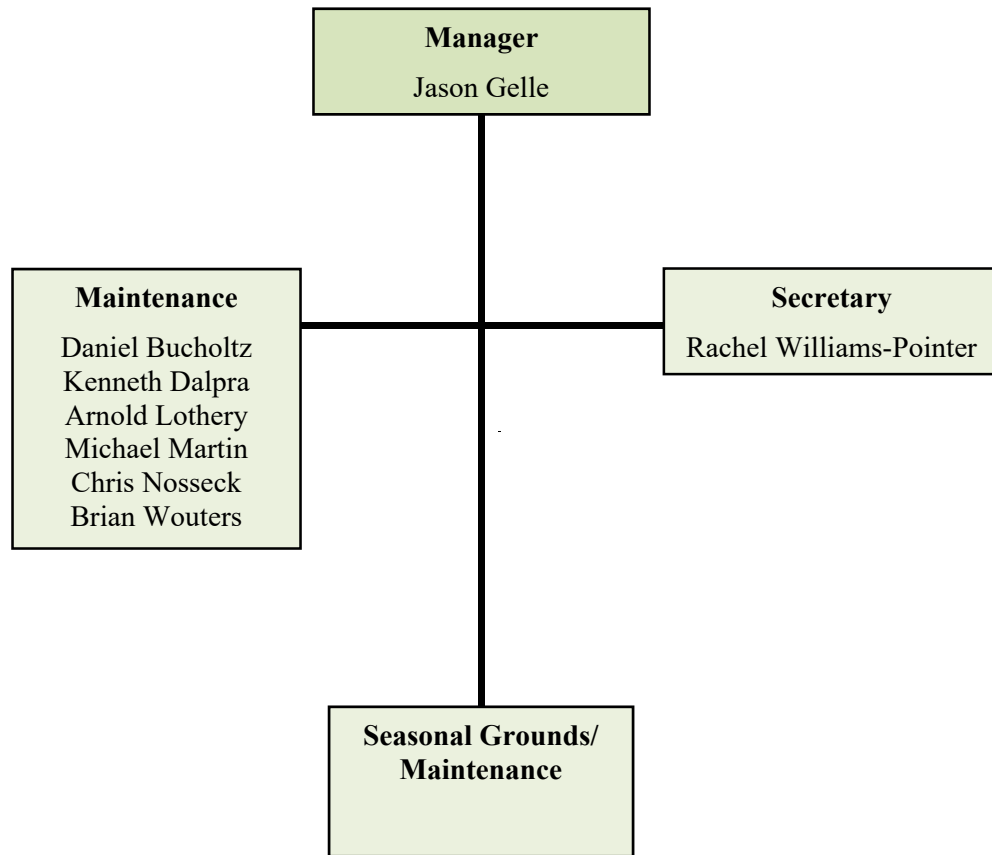 Manager
Jason Gelle
Maintenance
Daniel Bucholtz
Kenneth Dalpra
Arnold Lothery
Michael Martin
Chris Nosseck
Brian Wouters
Secretary
Rachel Williams-Pointer
Seasonal Grounds/
Maintenance